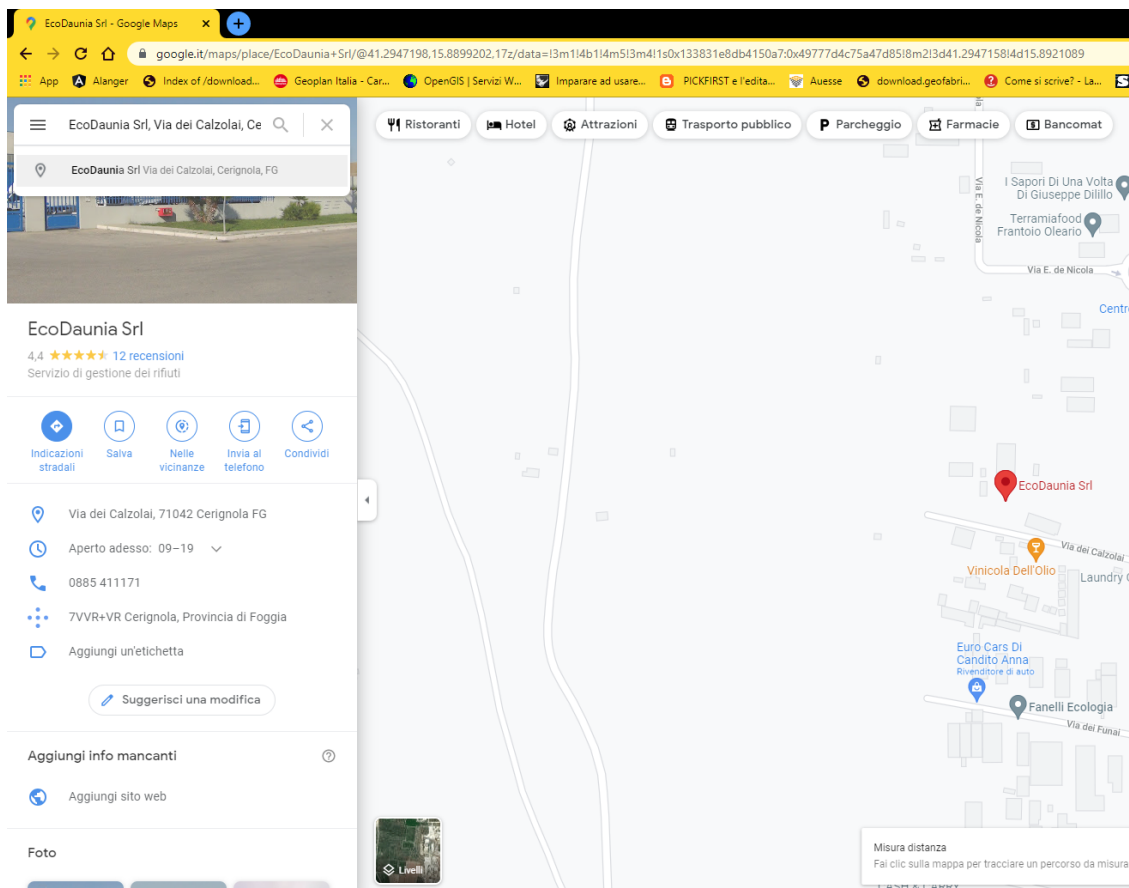 EcoDaunia Srl - Google Maps
google.it/maps/place/EcoDaunia+Srl/@41.2947198,15.8899202,17z/data=!3m1!4b1!4m5!3m4!1s0x133831e8db4150a7:0x49777d4c75a47d85!8m2!3d41.2947158!4d15.8921089
App
Alanger
Index of /download...
Geoplan Italia - Car...
OpenGIS | Servizi W...
Imparare ad usare...
PICKFIRST e l'edita...
Auesse
download.geofabri...
Come si scrive? - La...
EcoDaunia Srl, Via dei Calzolai, Ce
EcoDaunia Srl Via dei Calzolai, Cerignola, FG
Ristoranti
Hotel
Attrazioni
Trasporto pubblico
Parcheggio
Farmacie
Bancomat
EcoDaunia Srl
4,4
12 recensioni
Servizio di gestione dei rifiuti
Indicazioni
stradali
Salva
Nelle
vicinanze
Invia al
telefono
Condividi
Via dei Calzolai, 71042 Cerignola FG
Aperto adesso: 09–19
0885 411171
7VVR+VR Cerignola, Provincia di Foggia
Aggiungi un'etichetta
Suggerisci una modifica
Aggiungi info mancanti
Aggiungi sito web
Foto
Via E. de Nicola
I Sapori Di Una Volta
Di Giuseppe Dilillo
Terramiafood
Frantoio Oleario
Via E. de Nicola
Centr
EcoDaunia Srl
Via dei Calzolai
Vinicola Dell'Olio
Laundry
Euro Cars Di
Candito Anna
Rivenditore di auto
Fanelli Ecologia
Via dei Funai
Livelli
Misura distanza
Fai clic sulla mappa per tracciare un percorso da misura